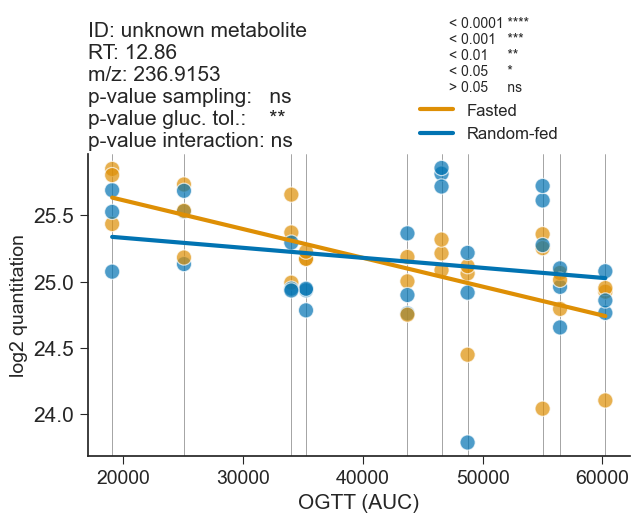 ID: unknown metabolite
RT: 12.86
m/z: 236.9153
p-value sampling: ns
p-value gluc. tol.: **
p-value interaction: ns
< 0.0001 ****
< 0.001 ***
< 0.01 **
< 0.05 *
> 0.05 ns
Fasted
Random-fed
log2 quantitation
25.5
25.0
24.5
24.0
20000 30000 40000 50000 60000
OGTT (AUC)